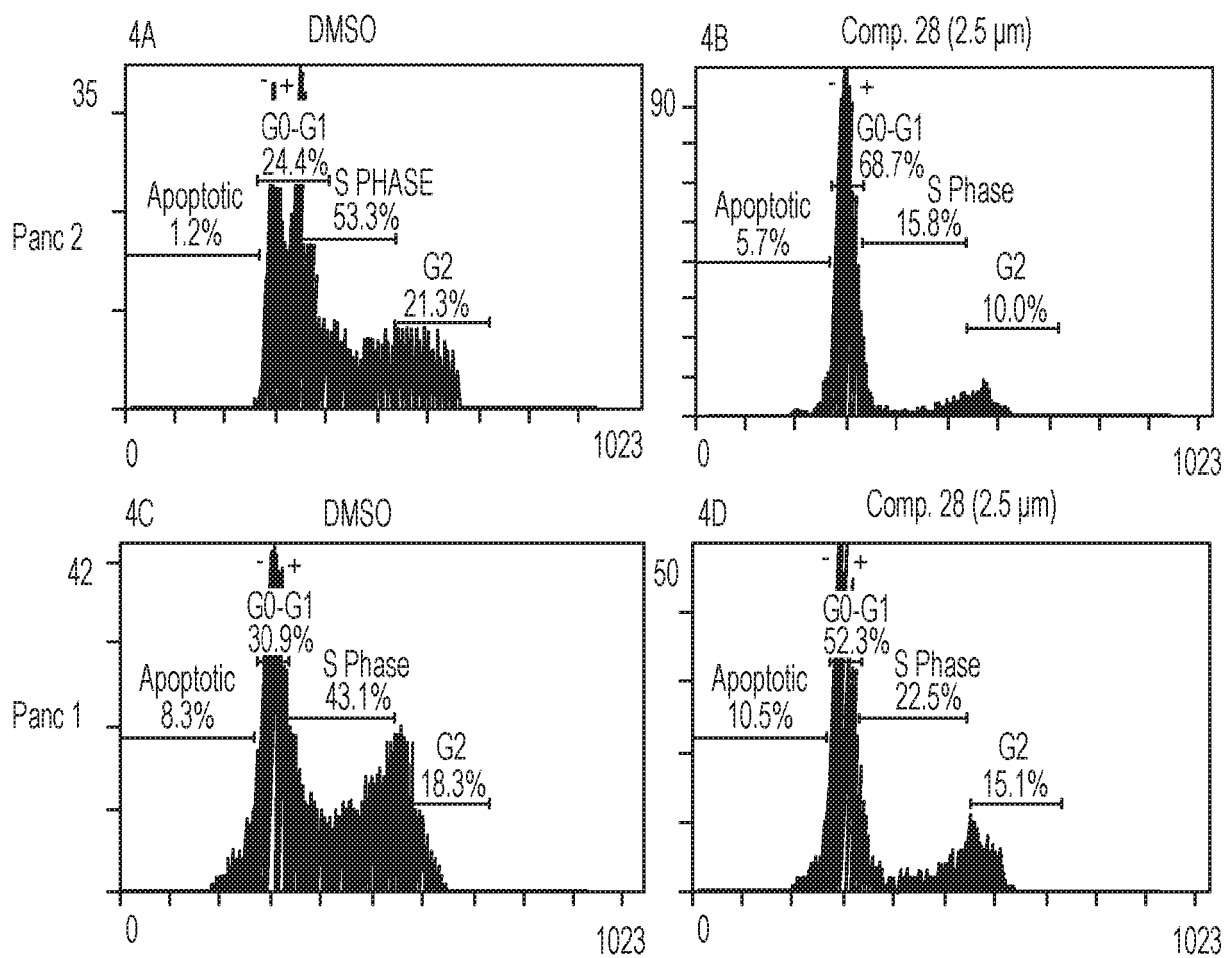 4A DMSO
35
- +
G0-G1
24.4%
Apoptotic
1.2%
S PHASE
53.3%
G2
21.3%
Panc 2
0 1023
4B Comp. 28 (2.5 µm)
90
- +
G0-G1
68.7%
Apoptotic
5.7%
S Phase
15.8%
G2
10.0%
0 1023
4C DMSO
42
- +
G0-G1
30.9%
Apoptotic
8.3%
S Phase
43.1%
G2
18.3%
Panc 1
0 1023
4D Comp. 28 (2.5 µm)
50
- +
G0-G1
52.3%
Apoptotic
10.5%
S Phase
22.5%
G2
15.1%
0 1023